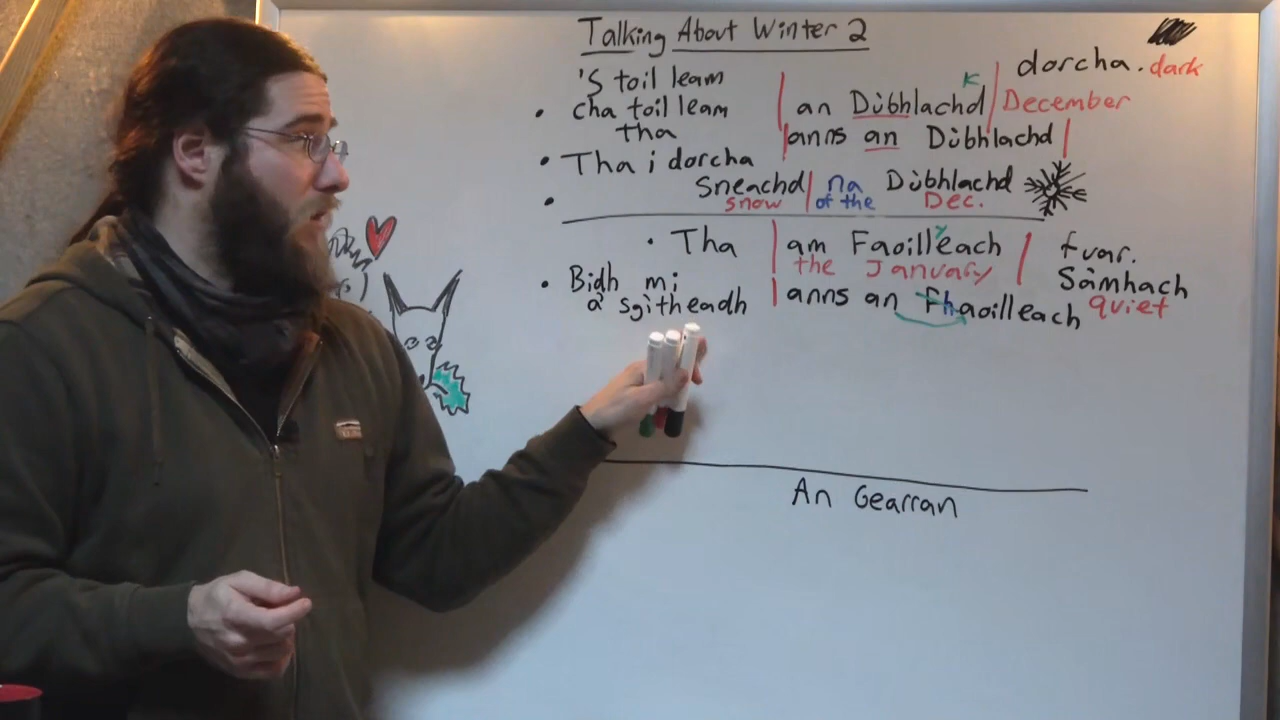 Talking About Winter 2
dorcha. dark
'S toil leam
K
• cha toil leam | an Dùbhlachd | December
tha | anns an Dùbhlachd |
• Tha i dorcha
• Sneachd | na Dùbhlachd
snow of the Dec.
• Tha | am Faoilleach | fuar.
y
the January Sàmhach
• Bidh mi
a' sgitheadh | anns an Fhaoilleach quiet
An Gearran